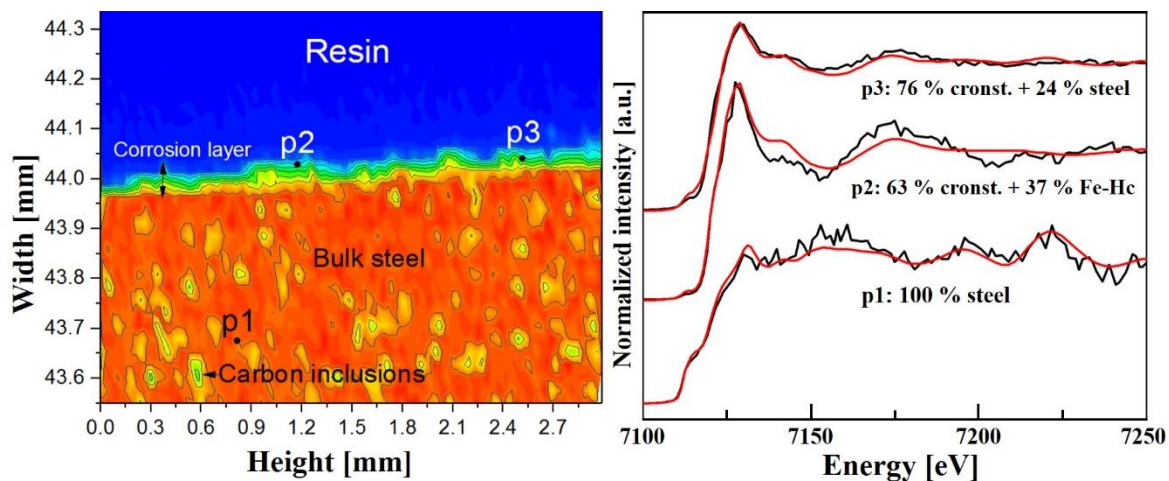 44.3
44.2
44.1
44.0
43.9
43.8
43.7
43.6
Width [mm]
Resin
p2
p3
Corrosion layer
Bulk steel
p1
Carbon inclusions
0.0 0.3 0.6 0.9 1.2 1.5 1.8 2.1 2.4 2.7
Height [mm]
Normalized intensity [a.u.]
p3: 76 % cronst. + 24 % steel
p2: 63 % cronst. + 37 % Fe-Hc
p1: 100 % steel
7100 7150 7200 7250
Energy [eV]